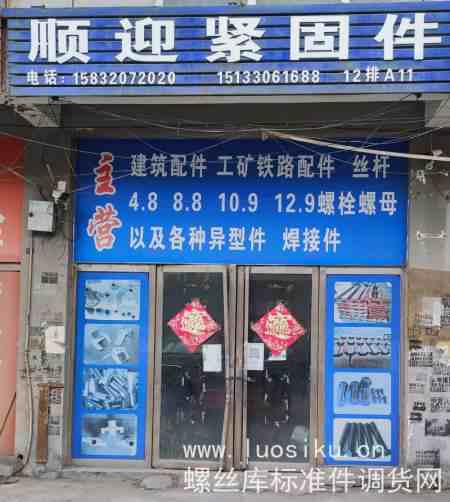 顺迎紧固件
电话：15832072020 15133061688 12排A11
主营
建筑配件 工矿铁路配件 丝杆
4.8 8.8 10.9 12.9螺栓螺母
以及各种异型件 焊接件
www.luosiku.cn
螺丝库标准件调货网